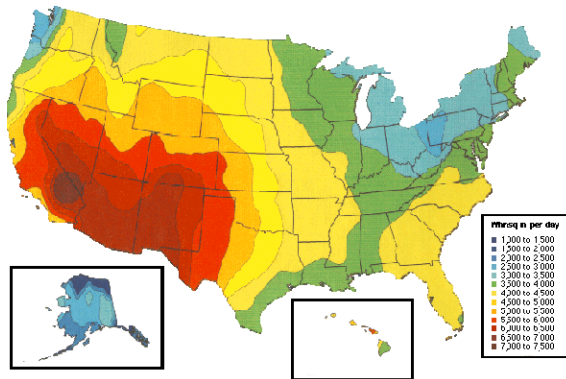 Whr/sq m per day
1,000 to 1,500
1,500 to 2,000
2,000 to 2,500
2,500 to 3,000
3,000 to 3,500
3,500 to 4,000
4,000 to 4,500
4,500 to 5,000
5,000 to 5,500
5,500 to 6,000
6,000 to 6,500
6,500 to 7,000
7,000 to 7,500